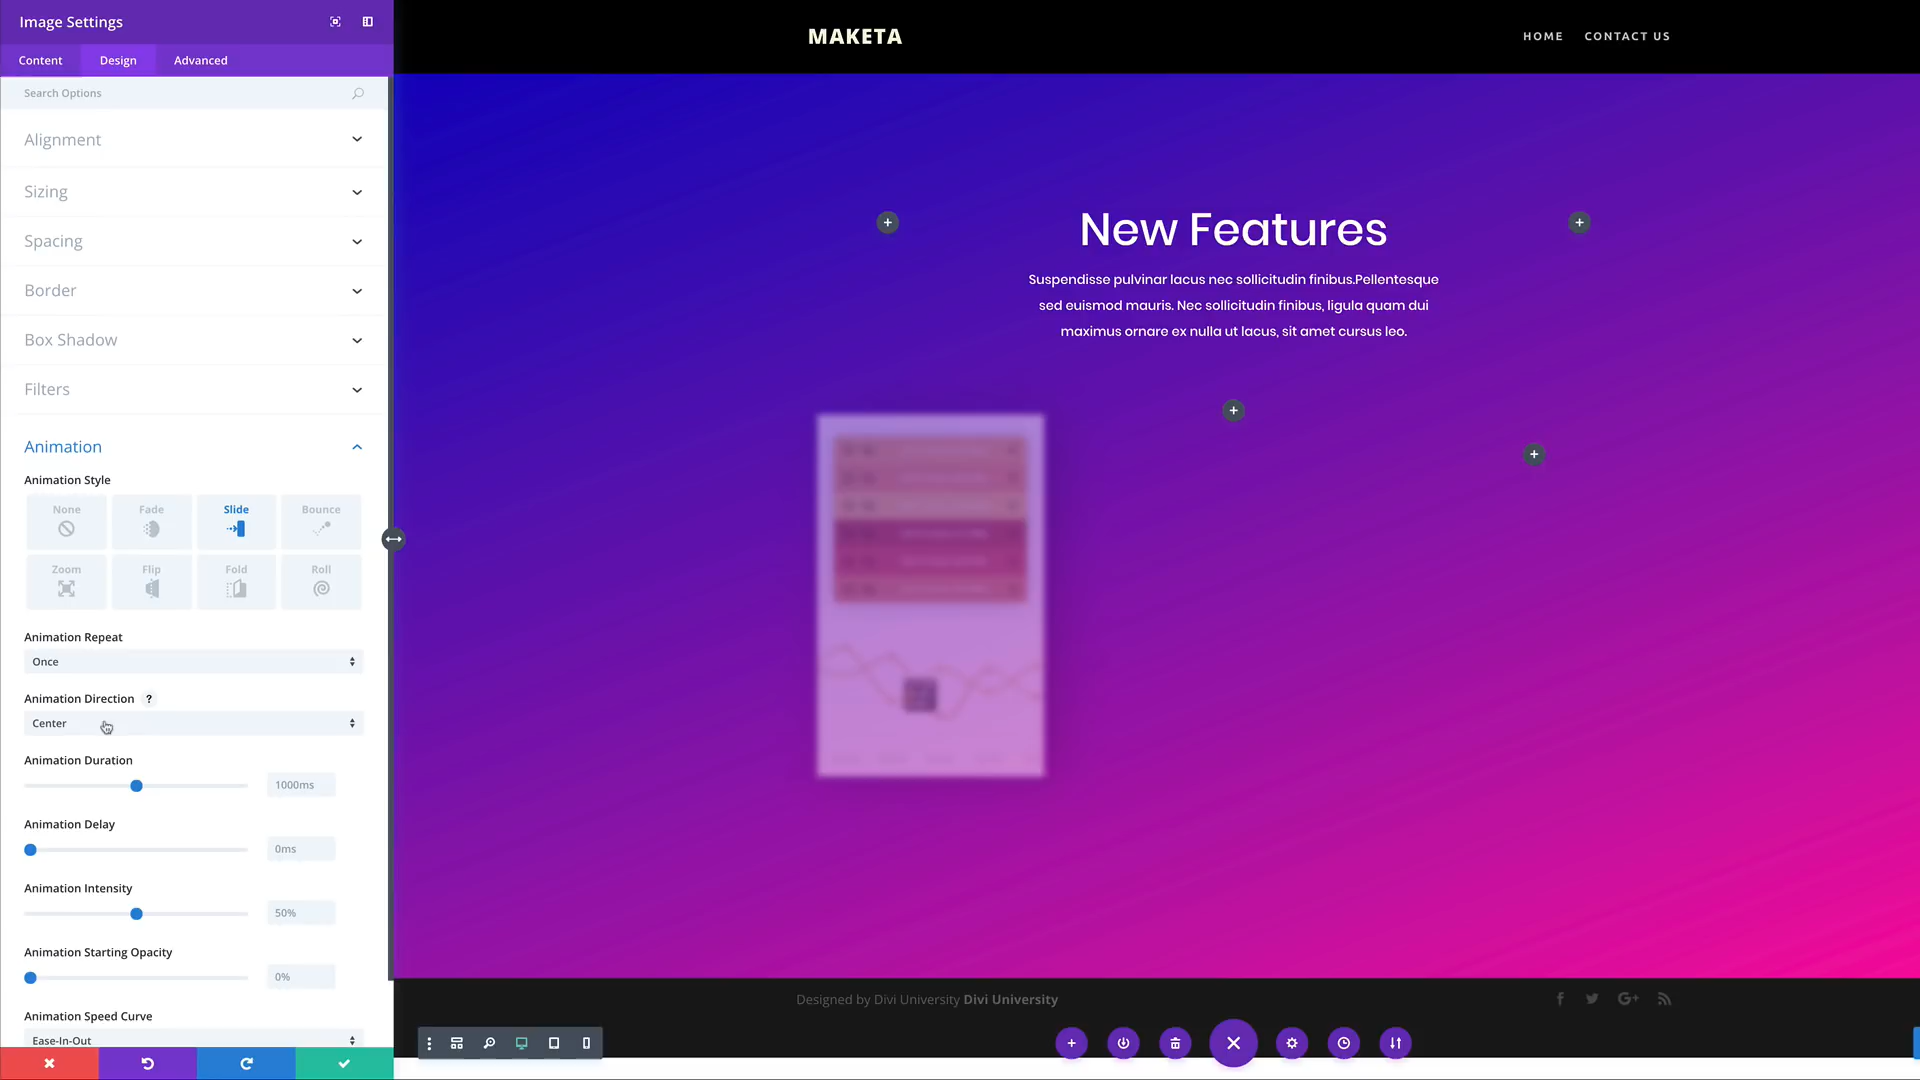 Image Settings
Content
Design
Advanced
Search Options
Alignment
Sizing
Spacing
Border
Box Shadow
Filters
Animation
Animation Style
None
Fade
Slide
Bounce
Zoom
Flip
Fold
Roll
Animation Repeat
Once
Animation Direction ?
Center
Animation Duration
1000ms
Animation Delay
0ms
Animation Intensity
50%
Animation Starting Opacity
0%
Animation Speed Curve
Ease-In-Out
MAKETA
HOME
CONTACT US
New Features
Suspendisse pulvinar lacus nec sollicitudin finibus.Pellentesque
sed euismod mauris. Nec sollicitudin finibus, ligula quam dui
maximus ornare ex nulla ut lacus, sit amet cursus leo.
Designed by Divi University Divi University